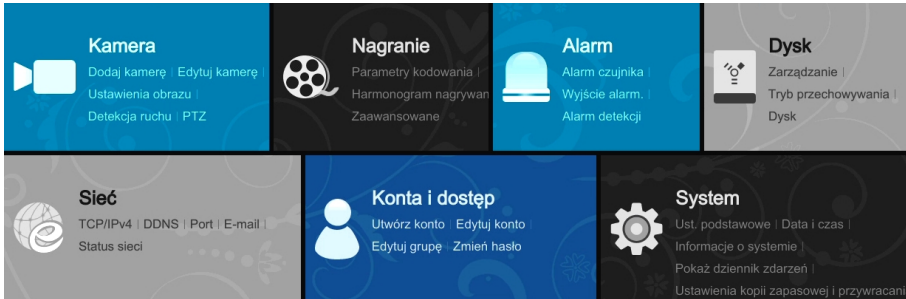 Kamera
Dodaj kamerę | Edytuj kamerę |
Ustawienia obrazu |
Detekcja ruchu | PTZ
Nagranie
Parametry kodowania |
Harmonogram nagrywan
Zaawansowane
Alarm
Alarm czujnika |
Wyjście alarm. |
Alarm detekcji
Dysk
Zarządzanie |
Tryb przechowywania |
Dysk
Sieć
TCP/IPv4 | DDNS | Port | E-mail |
Status sieci
Konta i dostęp
Utwórz konto | Edytuj konto |
Edytuj grupę | Zmień hasło
System
Ust. podstawowe | Data i czas |
Informacje o systemie |
Pokaż dziennik zdarzeń |
Ustawienia kopii zapasowej i przywracani